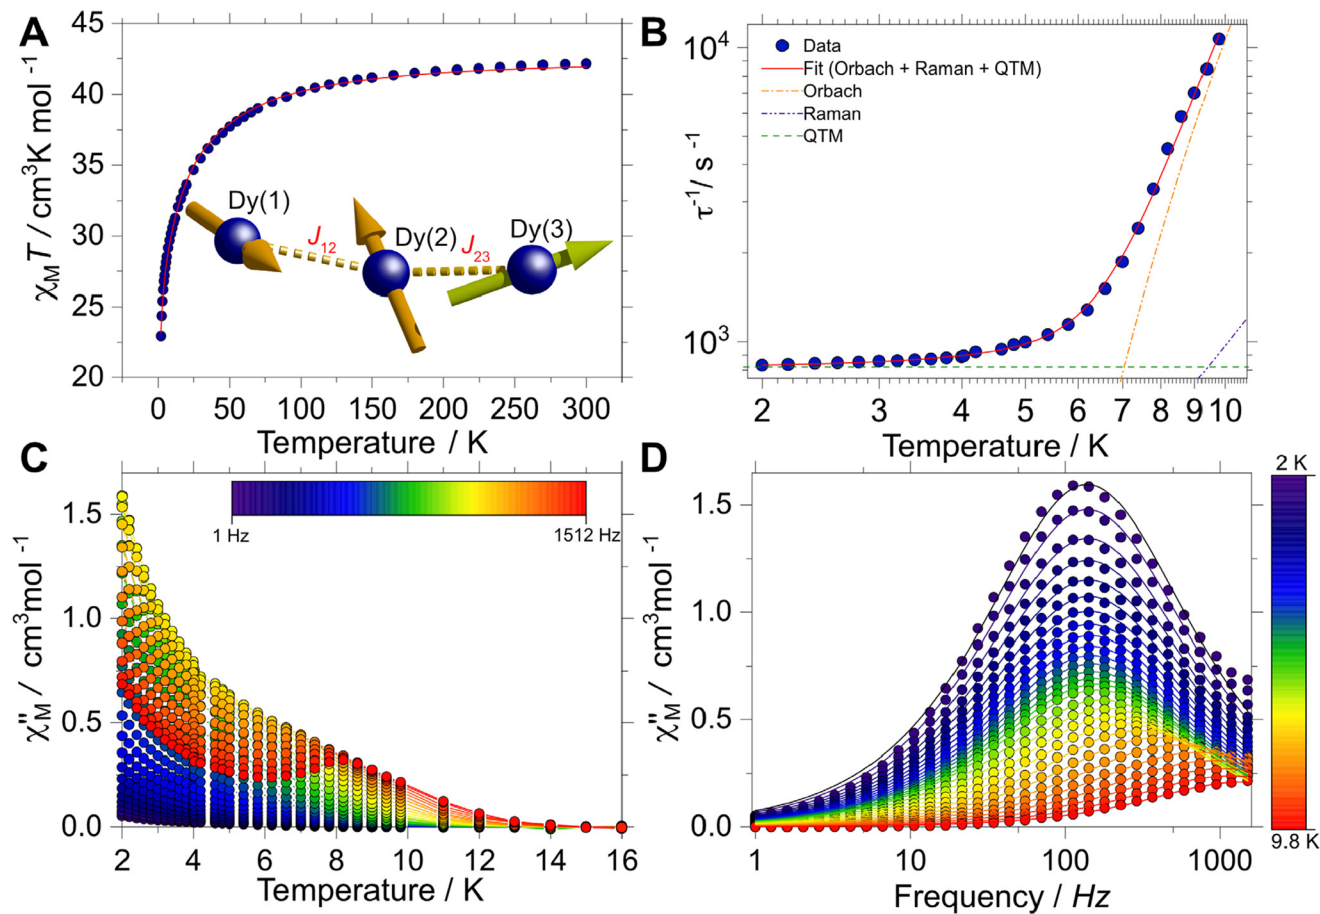 A
χMT / cm³K mol⁻¹
45
40
35
30
25
20
Dy(1)
J12
Dy(2)
J23
Dy(3)
0 50 100 150 200 250 300
Temperature / K
B
τ⁻¹/ s⁻¹
10⁴
10³
Data
Fit (Orbach + Raman + QTM)
Orbach
Raman
QTM
2 3 4 5 6 7 8 9 10
Temperature / K
C
χ"M / cm³mol⁻¹
1.5
1.0
0.5
0.0
1 Hz 1512 Hz
2 4 6 8 10 12 14 16
Temperature / K
D
χ"M / cm³mol⁻¹
1.5
1.0
0.5
0.0
1 10 100 1000
Frequency / Hz
2 K
9.8 K